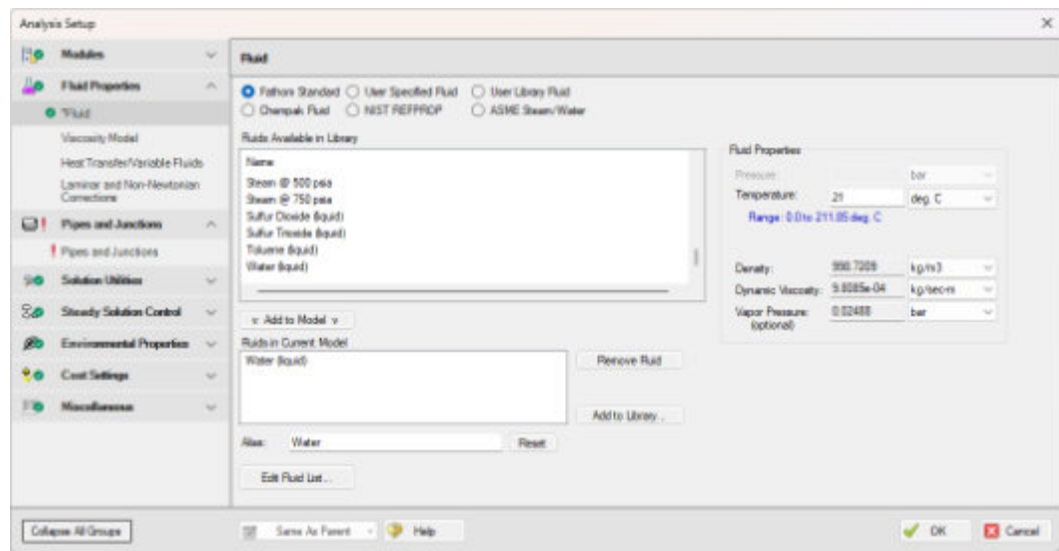 Analysis Setup
Modules
Fluid Properties
*Fluid
Viscosity Model
Heat Transfer/Variable Fluids
Laminar and Non-Newtonian
Corrections
Pipes and Junctions
Pipes and Junctions
Solution Utilities
Steady Solution Control
Environmental Properties
Cost Settings
Miscellaneous
Collapse All Groups
Fluid
Fathom Standard User Specified Fluid User Library Fluid
Chempak Fluid NIST REFPROP ASME Steam/Water
Fluids Available in Library
Name
Steam @ 500 psia
Steam @ 750 psia
Sulfur Dioxide (liquid)
Sulfur Trioxide (liquid)
Toluene (liquid)
Water (liquid)
Add to Model
Fluids in Current Model
Water (liquid)
Remove Fluid
Add to Library...
Alias: Water Reset
Edit Fluid List...
Fluid Properties
Pressure: bar
Temperature: 21 deg. C
Range: 0.0 to 211.85 deg. C
Density: kg/m3
Dynamic Viscosity: 9.8085e-04 kg/sec-m
Vapor Pressure: 0.02488 bar
(optional)
Same As Parent Help OK Cancel